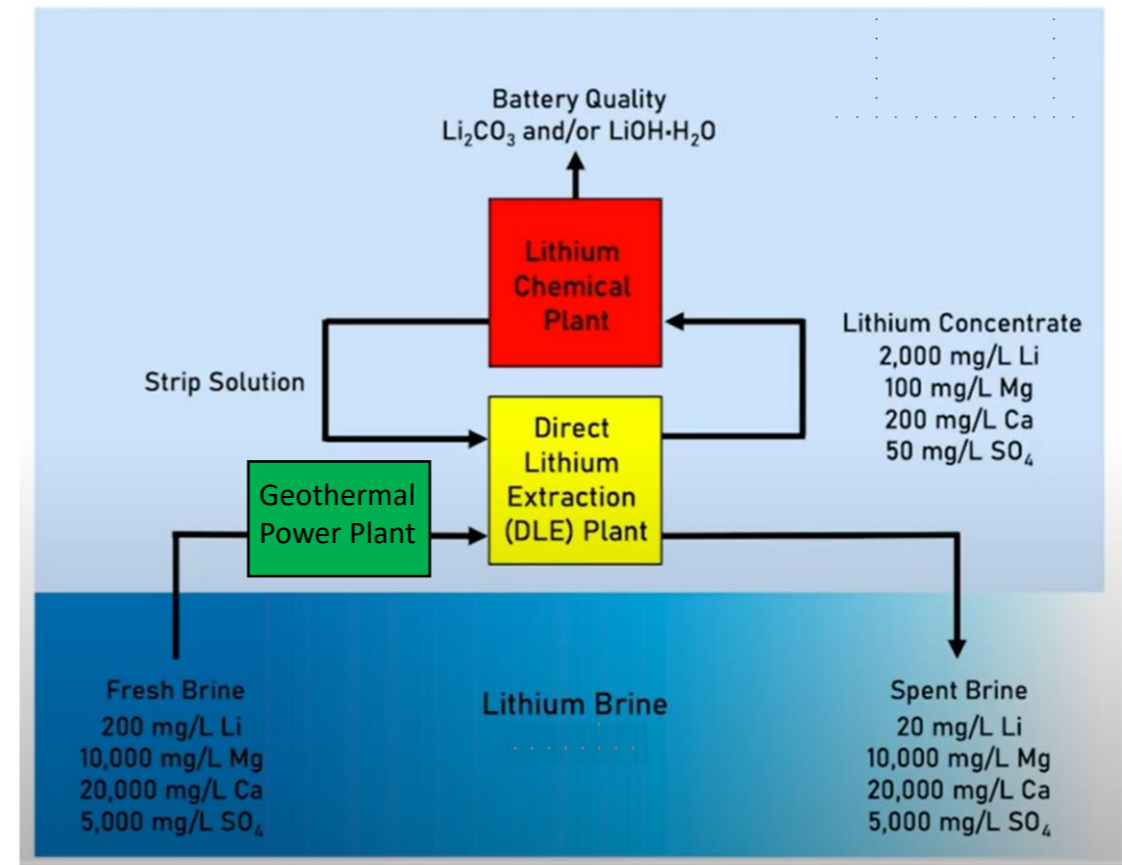 Battery Quality
Li₂CO₃ and/or LiOH·H₂O
Lithium
Chemical
Plant
Lithium Concentrate
2,000 mg/L Li
100 mg/L Mg
200 mg/L Ca
50 mg/L SO₄
Strip Solution
Direct
Lithium
Extraction
(DLE) Plant
Geothermal
Power Plant
Fresh Brine
200 mg/L Li
10,000 mg/L Mg
20,000 mg/L Ca
5,000 mg/L SO₄
Lithium Brine
Spent Brine
20 mg/L Li
10,000 mg/L Mg
20,000 mg/L Ca
5,000 mg/L SO₄